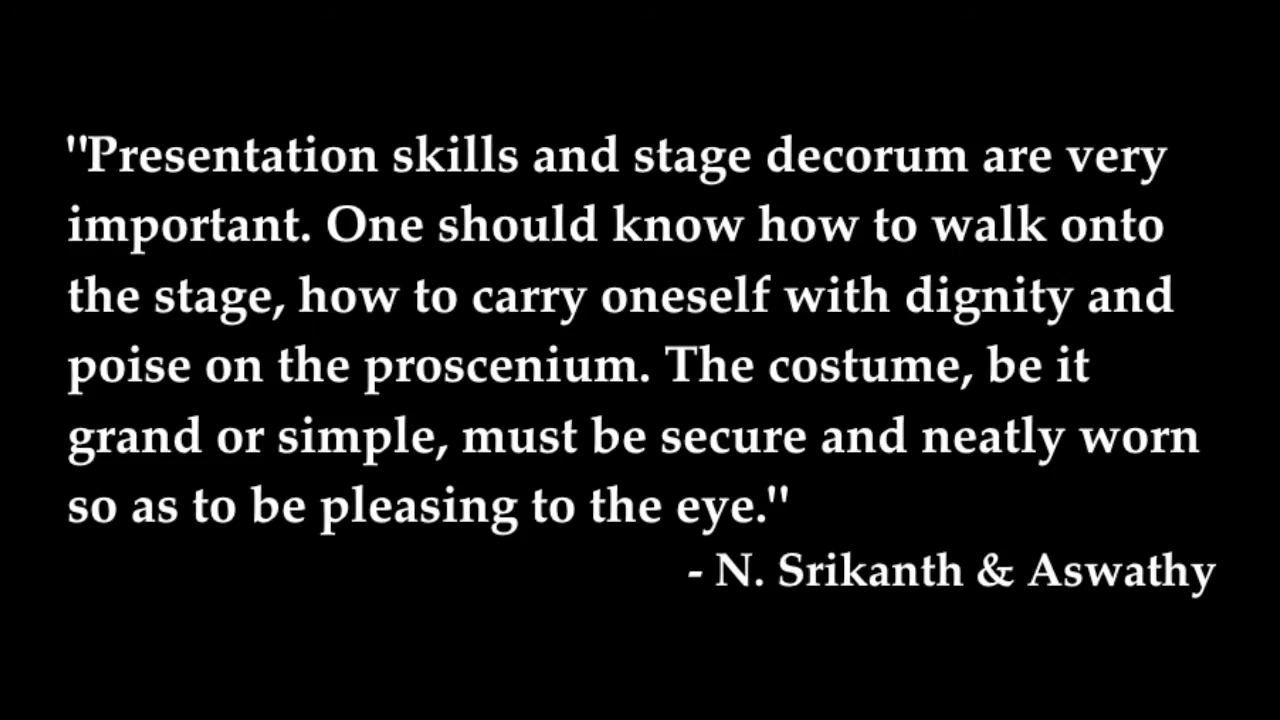 "Presentation skills and stage decorum are very
important. One should know how to walk onto
the stage, how to carry oneself with dignity and
poise on the proscenium. The costume, be it
grand or simple, must be secure and neatly worn
so as to be pleasing to the eye."
- N. Srikanth & Aswathy